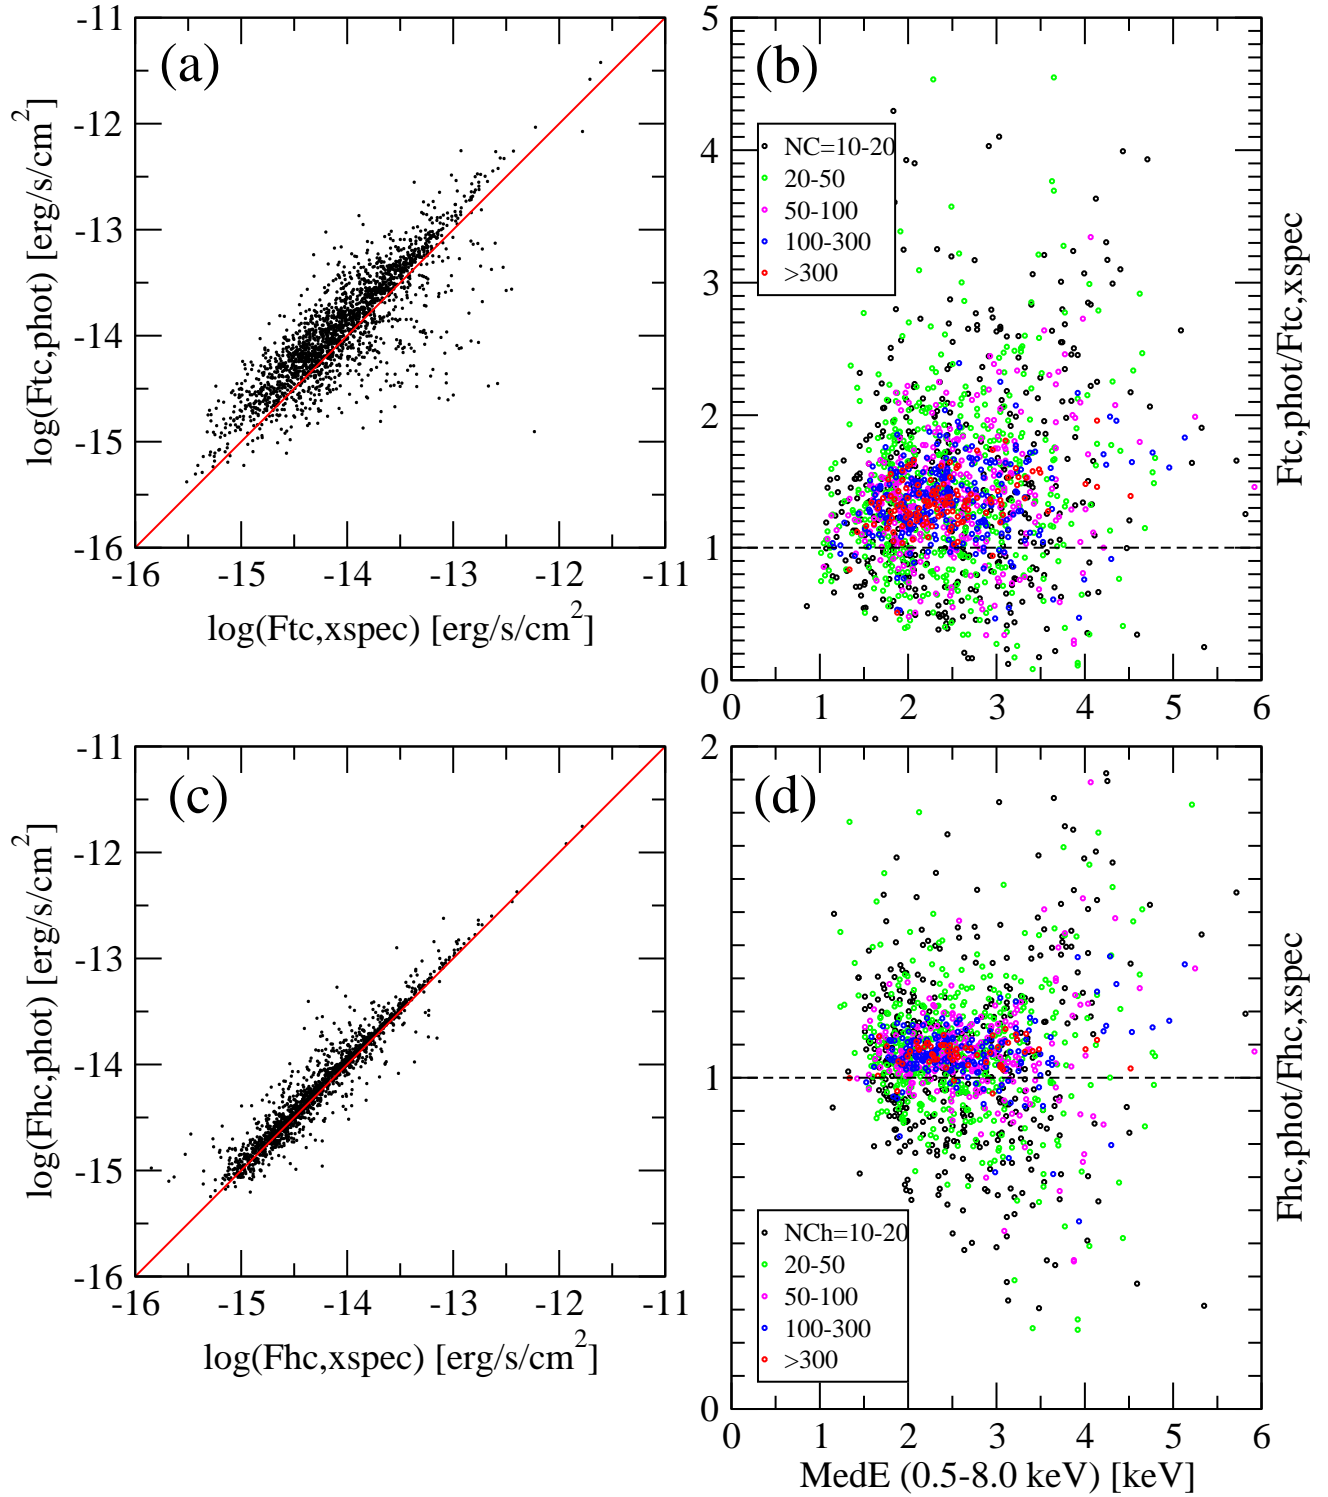 (a)
-11
-12
-13
-14
-15
-16
-16 -15 -14 -13 -12 -11
log(Ftc,phot) [erg/s/cm2]
log(Ftc,xspec) [erg/s/cm2]
(b)
5
4
3
2
1
0
NC=10-20
20-50
50-100
100-300
>300
0 1 2 3 4 5 6
Ftc,phot/Ftc,xspec
(c)
-11
-12
-13
-14
-15
-16
-16 -15 -14 -13 -12 -11
log(Fhc,phot) [erg/s/cm2]
log(Fhc,xspec) [erg/s/cm2]
(d)
2
1
0
NCh=10-20
20-50
50-100
100-300
>300
0 1 2 3 4 5 6
MedE (0.5-8.0 keV) [keV]
Fhc,phot/Fhc,xspec